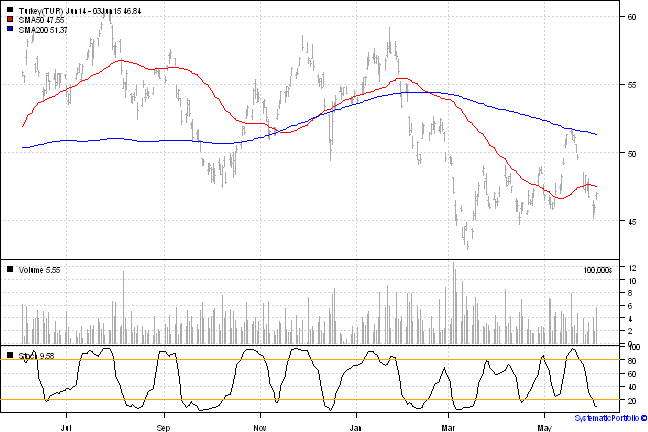 Turkey(TUR) Jun14 - 03Jun15 46.84
SMA50 47.55
SMA200 51.37
60
55
50
45
Volume 5.55
100,000s
12
10
8
6
4
2
0
Stoch 9.58
100
80
60
40
20
Jul
Sep
Nov
Jan
Mar
May
SystematicPortfolio ©